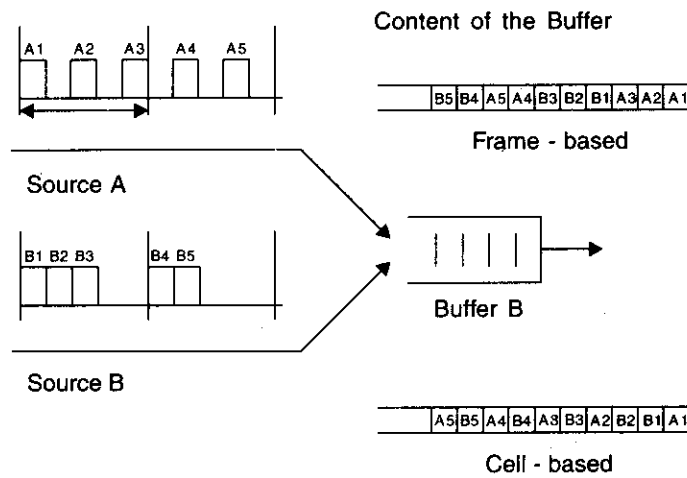 Content of the Buffer
A1 A2 A3 A4 A5
B5 B4 A5 A4 B3 B2 B1 A3 A2 A1
Frame - based
Source A
B1 B2 B3 B4 B5
Buffer B
Source B
A5 B5 A4 B4 A3 B3 A2 B2 B1 A1
Cell - based